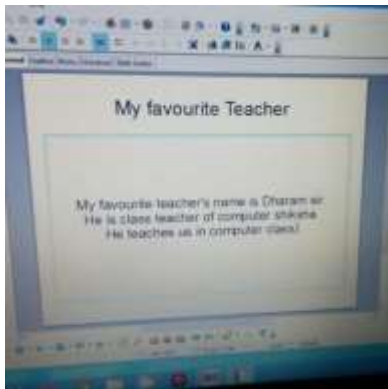 My favourite Teacher
My favourite teacher's name is Dharam sir
He is class teacher of computer shiksha
He teaches us in computer class!